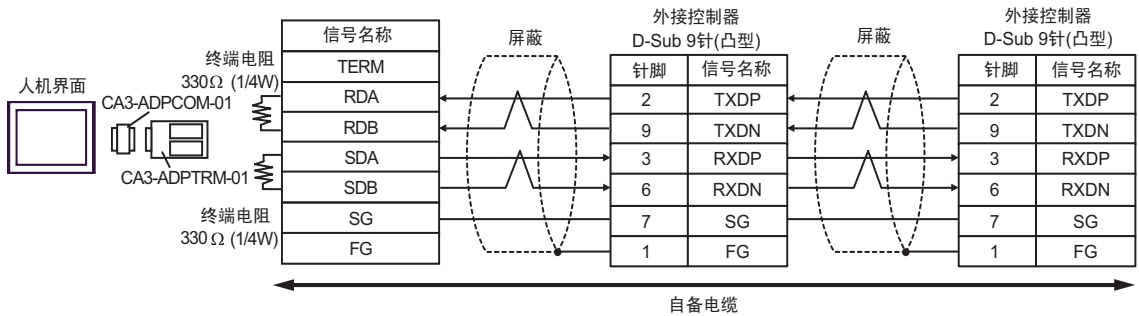 人机界面
CA3-ADPCOM-01
CA3-ADPTRM-01
终端电阻
330Ω (1/4W)
终端电阻
330Ω (1/4W)
信号名称
TERM
RDA
RDB
SDA
SDB
SG
FG
屏蔽
外接控制器
D-Sub 9针(凸型)
针脚 信号名称
2 TXDP
9 TXDN
3 RXDP
6 RXDN
7 SG
1 FG
屏蔽
外接控制器
D-Sub 9针(凸型)
针脚 信号名称
2 TXDP
9 TXDN
3 RXDP
6 RXDN
7 SG
1 FG
自备电缆